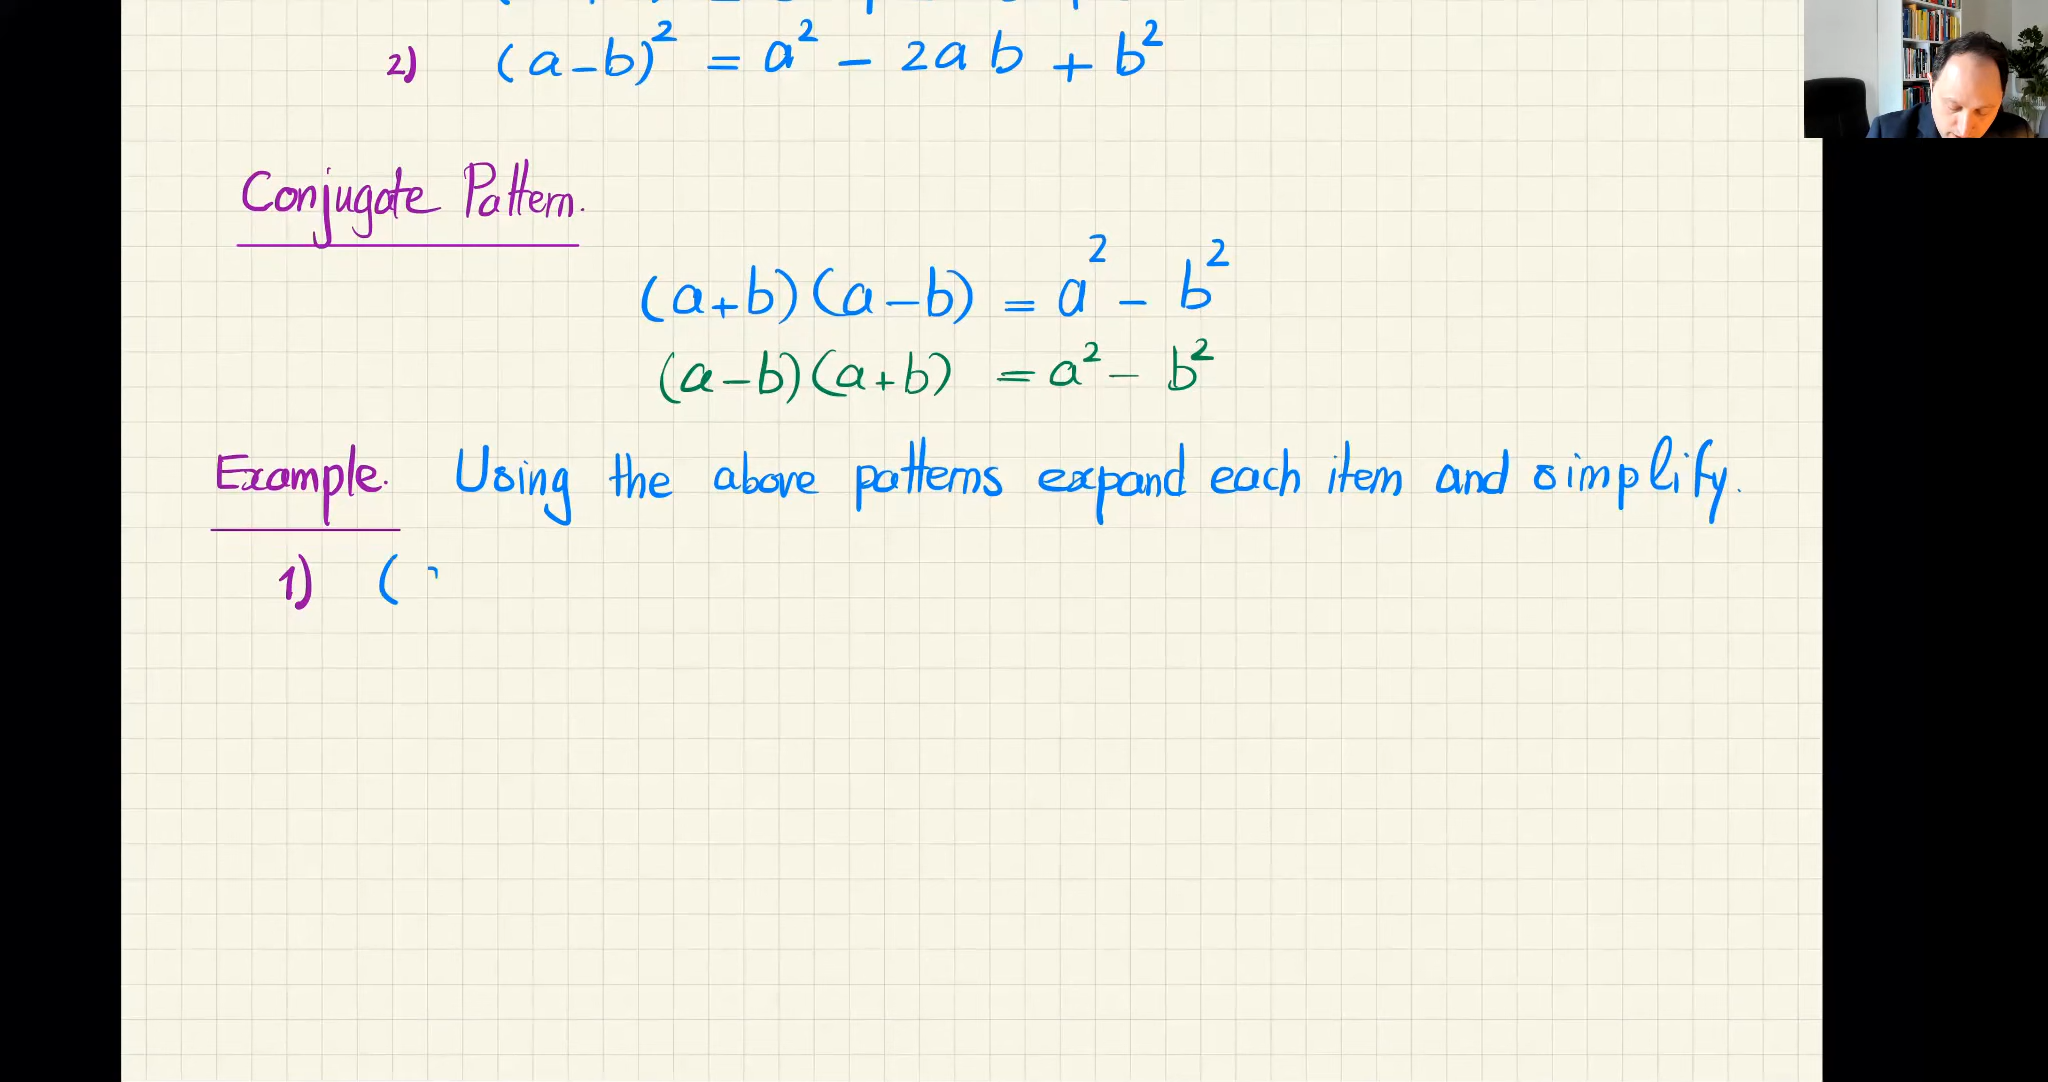 2) (a-b)² = a² - 2ab + b²
Conjugate Pattern.
(a+b)(a-b) = a² - b²
(a-b)(a+b) = a² - b²
Example. Using the above patterns expand each item and simplify.
1) (